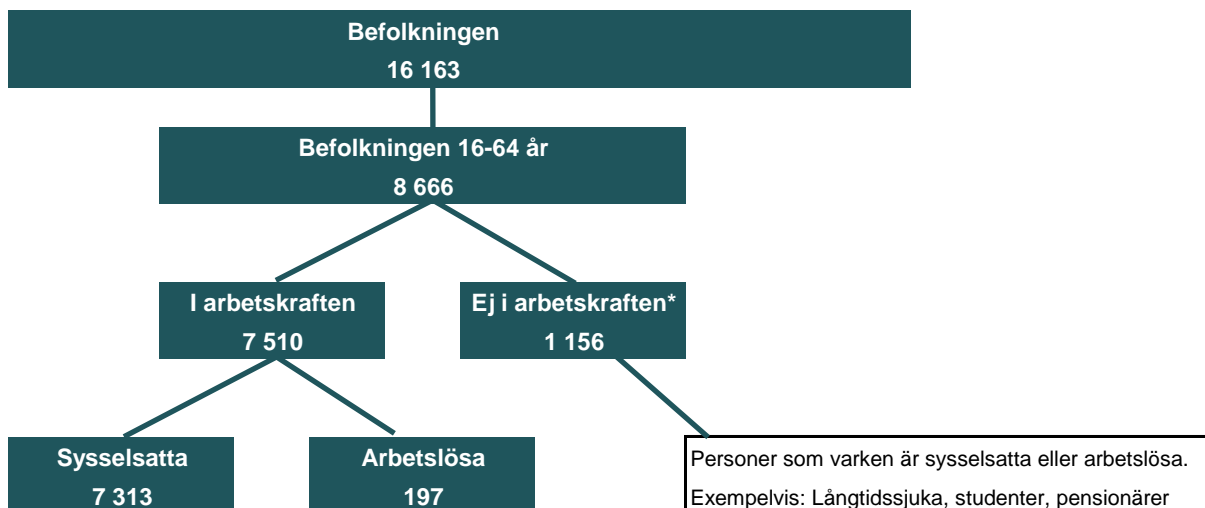 Befolkningen
16 163
Befolkningen 16-64 år
8 666
I arbetskraften
7 510
Ej i arbetskraften*
1 156
Sysselsatta
7 313
Arbetslösa
197
Personer som varken är sysselsatta eller arbetslösa.
Exempelvis: Långtidssjuka, studenter, pensionärer